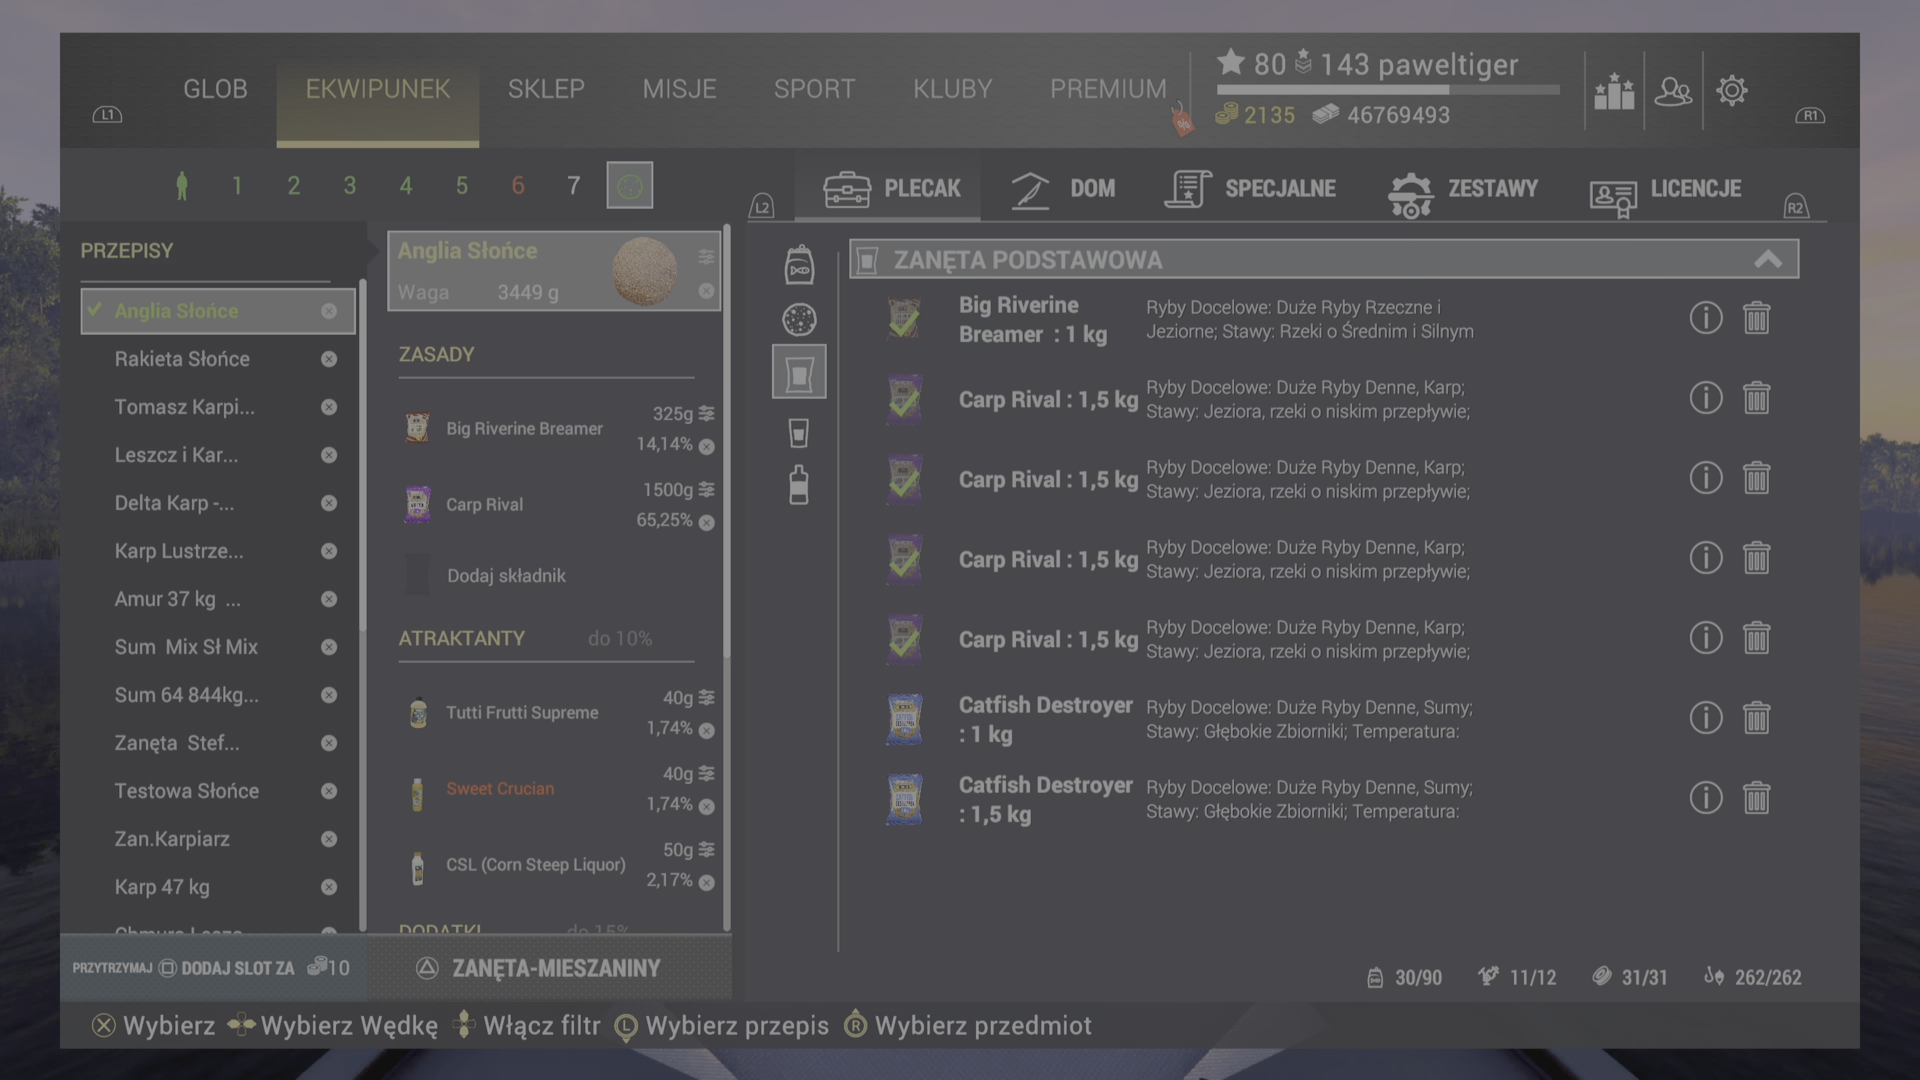 GLOB EKWIPUNEK SKLEP MISJE SPORT KLUBY PREMIUM
80 143 paweltiger
2135 46769493
L1
R1
1 2 3 4 5 6 7
L2
PLECAK DOM SPECJALNE ZESTAWY LICENCJE
R2
PRZEPISY
Anglia Słońce
Rakieta Słońce
Tomasz Karpi...
Leszcz i Kar...
Delta Karp -...
Karp Lustrze...
Amur 37 kg ...
Sum Mix Sł Mix
Sum 64 844kg...
Zanęta Stef...
Testowa Słońce
Zan.Karpiarz
Karp 47 kg
Anglia Słońce
Waga 3449 g
ZASADY
Big Riverine Breamer
325g
14,14%
Carp Rival
1500g
65,25%
Dodaj składnik
ATRAKTANTY do 10%
Tutti Frutti Supreme
40g
1,74%
Sweet Crucian
40g
1,74%
CSL (Corn Steep Liquor)
50g
2,17%
DODATKI do 15%
ZANĘTA PODSTAWOWA
Big Riverine
Breamer : 1 kg
Ryby Docelowe: Duże Ryby Rzeczne i
Jeziorne; Stawy: Rzeki o Średnim i Silnym
Carp Rival : 1,5 kg
Ryby Docelowe: Duże Ryby Denne, Karp;
Stawy: Jeziora, rzeki o niskim przepływie;
Carp Rival : 1,5 kg
Ryby Docelowe: Duże Ryby Denne, Karp;
Stawy: Jeziora, rzeki o niskim przepływie;
Carp Rival : 1,5 kg
Ryby Docelowe: Duże Ryby Denne, Karp;
Stawy: Jeziora, rzeki o niskim przepływie;
Carp Rival : 1,5 kg
Ryby Docelowe: Duże Ryby Denne, Karp;
Stawy: Jeziora, rzeki o niskim przepływie;
Catfish Destroyer
: 1 kg
Ryby Docelowe: Duże Ryby Denne, Sumy;
Stawy: Głębokie Zbiorniki; Temperatura:
Catfish Destroyer
: 1,5 kg
Ryby Docelowe: Duże Ryby Denne, Sumy;
Stawy: Głębokie Zbiorniki; Temperatura:
PRZYTRZYMAJ DODAJ SLOT ZA 10
ZANĘTA-MIESZANINY
30/90 11/12 31/31 262/262
Wybierz Wybierz Wędkę Włącz filtr L Wybierz przepis R Wybierz przedmiot